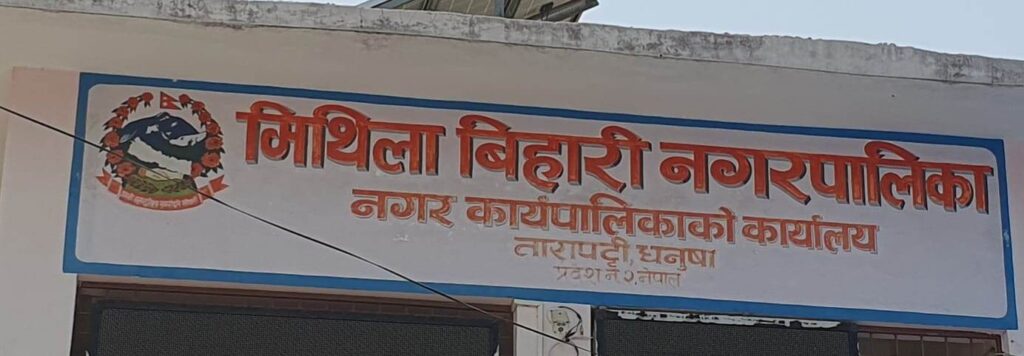 मिथिला बिहारी नगरपालिका
नगर कार्यपालिकाको कार्यालय
तारापट्टी, धनुषा
प्रदेश नं २, नेपाल